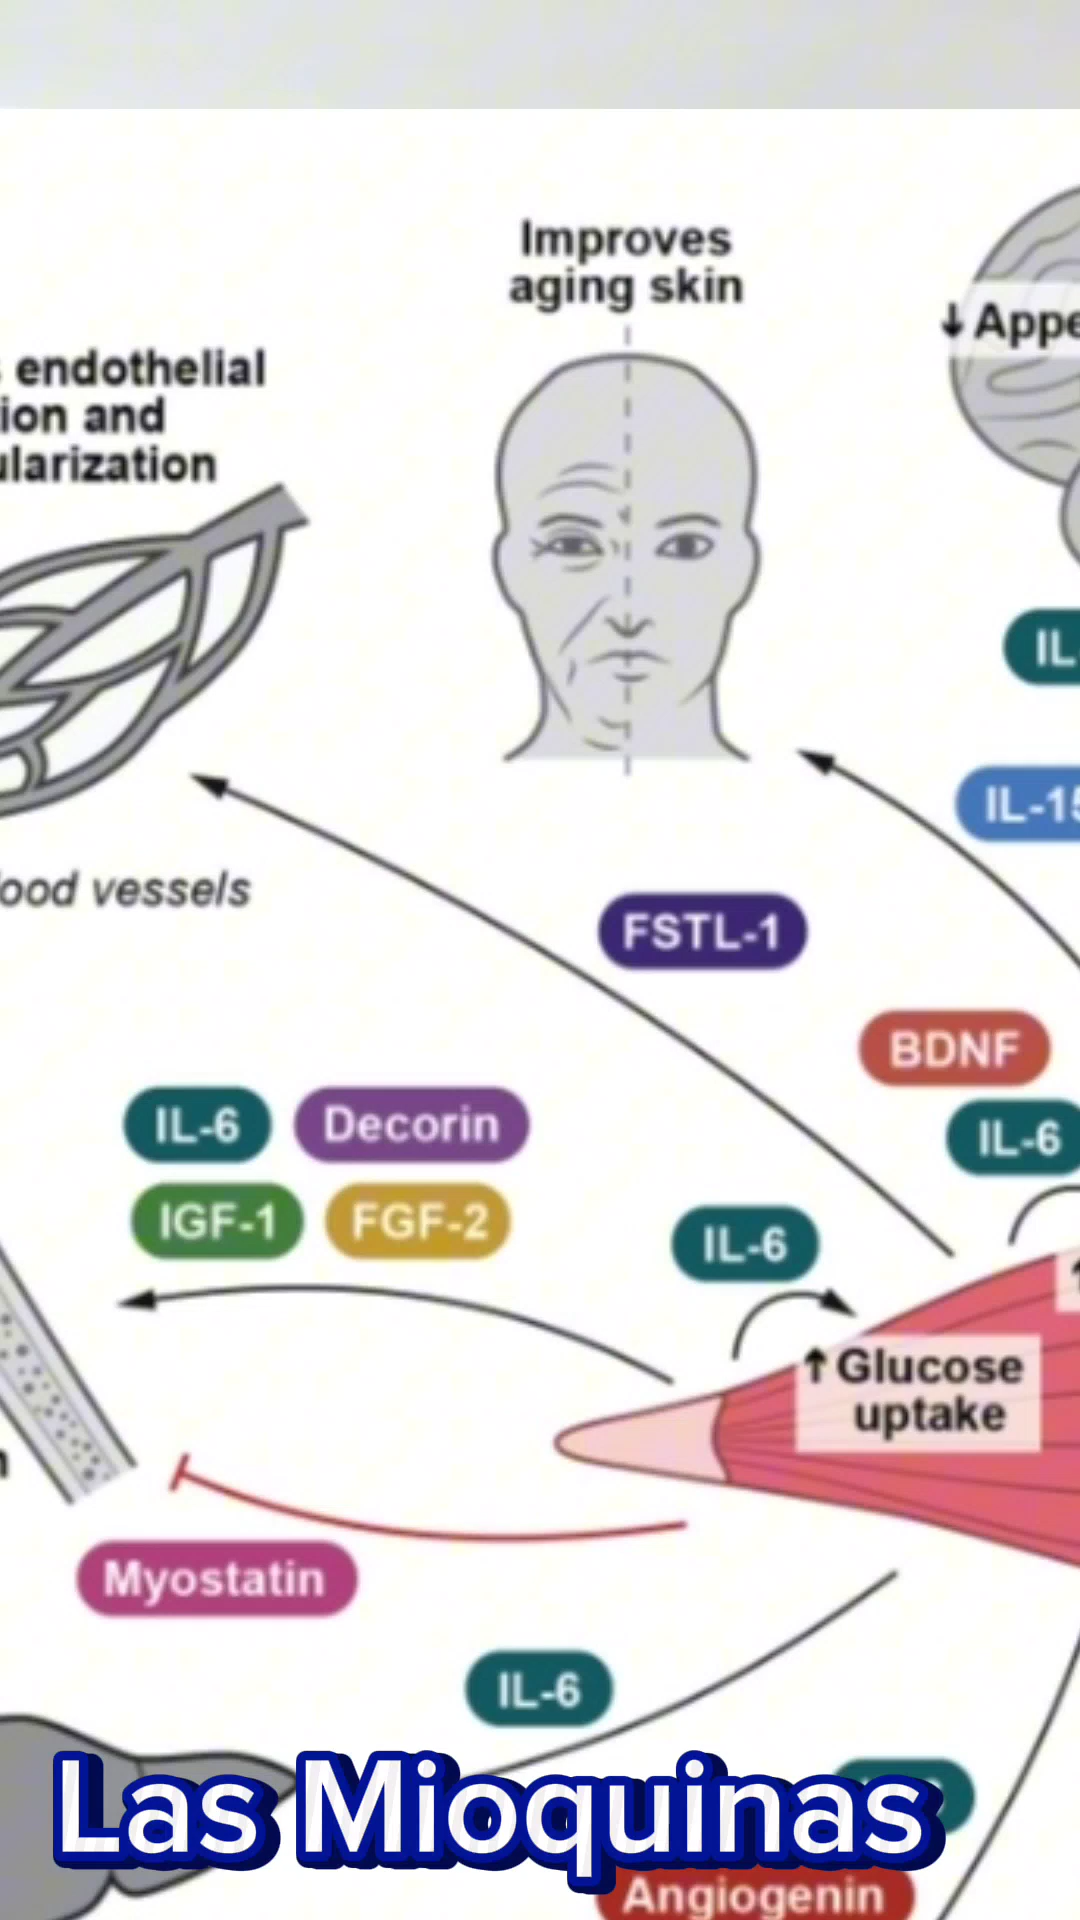 Improves
aging skin
↓ Appe
endothelial
ion and
ularization
IL-
IL-15
ood vessels
FSTL-1
BDNF
IL-6
IL-6 Decorin
IGF-1 FGF-2
IL-6
↑ Glucose
uptake
Myostatin
IL-6
Las Mioquinas
Angiogenin